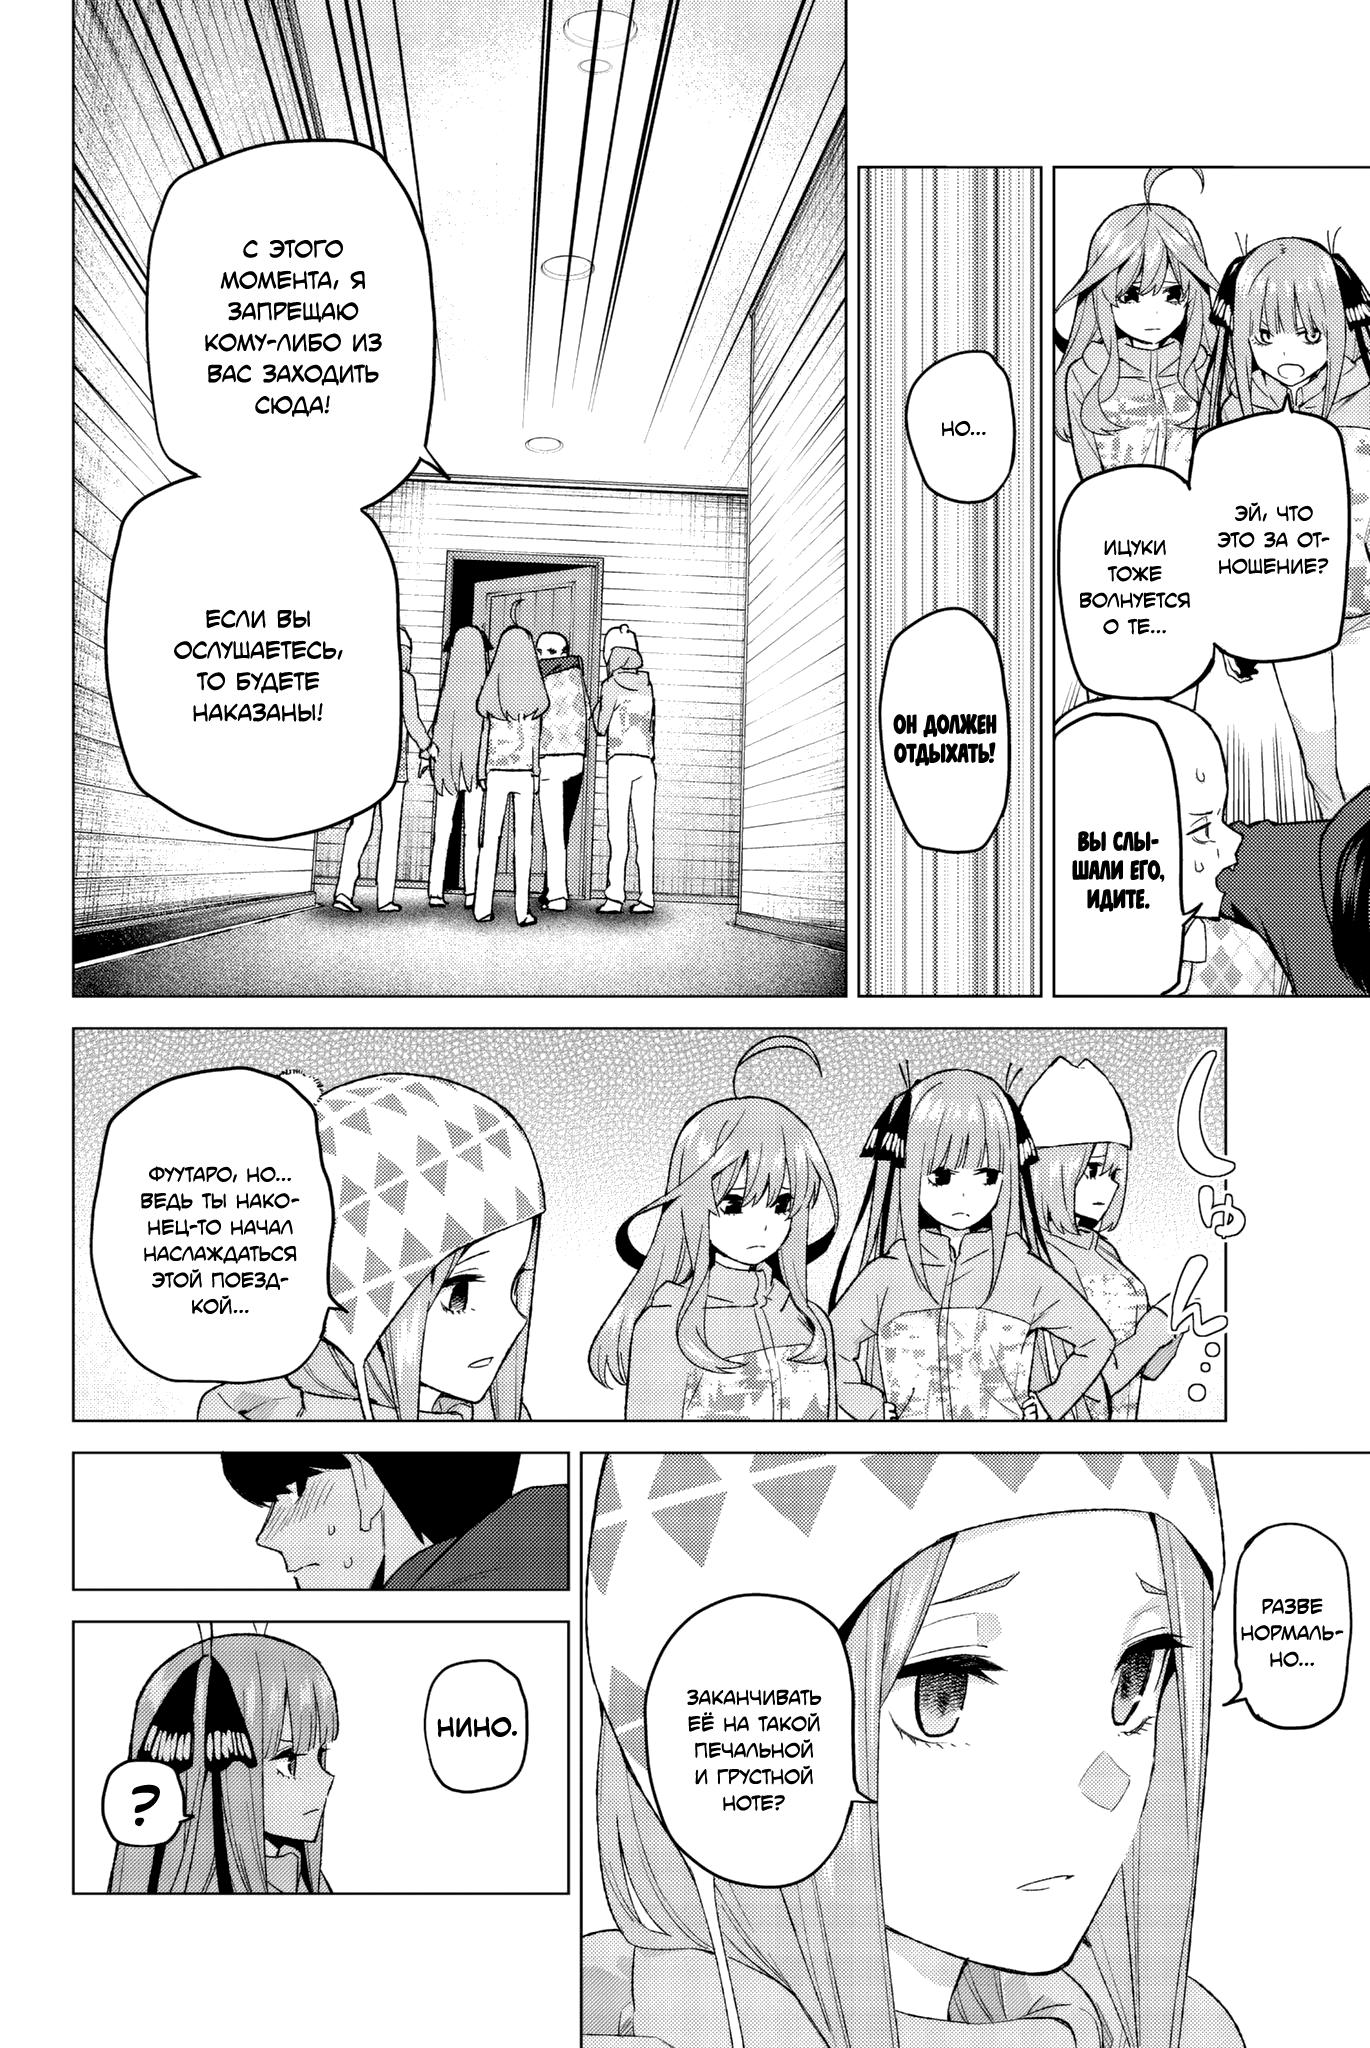 ЭЙ, ЧТО
ЭТО ЗА ОТ-
НОШЕНИЕ?
ИЦУКИ
ТОЖЕ
ВОЛНУЕТСЯ
О ТЕ...
ВЫ СЛЫ-
ШАЛИ ЕГО,
ИДИТЕ.
НО...
ОН ДОЛЖЕН
ОТДЫХАТЬ!
С ЭТОГО
МОМЕНТА, Я
ЗАПРЕЩАЮ
КОМУ-ЛИБО ИЗ
ВАС ЗАХОДИТЬ
СЮДА!
ЕСЛИ ВЫ
ОСЛУШАЕТЕСЬ,
ТО БУДЕТЕ
НАКАЗАНЫ!
しゅん
ФУУТАРО, НО...
ВЕДЬ ТЫ НАКО-
НЕЦ-ТО НАЧАЛ
НАСЛАЖДАТЬСЯ
ЭТОЙ ПОЕЗД-
КОЙ...
РАЗВЕ
НОРМАЛЬ-
НО...
ЗАКАНЧИВАТЬ
ЕЁ НА ТАКОЙ
ПЕЧАЛЬНОЙ
И ГРУСТНОЙ
НОТЕ?
НИНО.
?